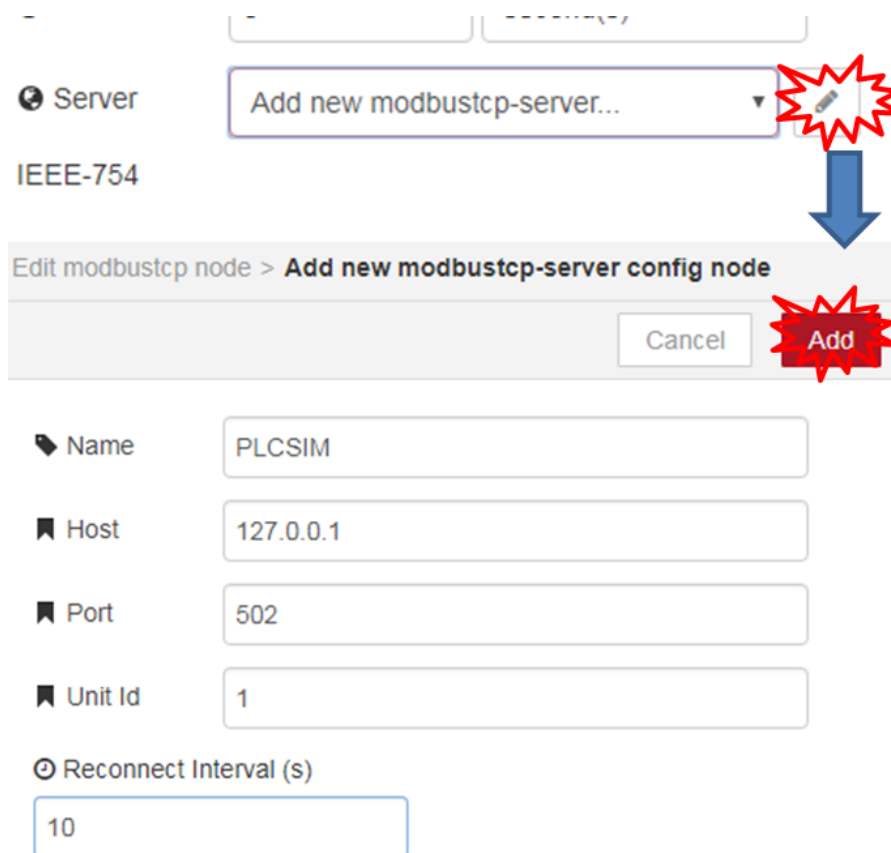 Server
Add new modbustcp-server...
IEEE-754
Edit modbustcp node > Add new modbustcp-server config node
Cancel
Add
Name
PLCSIM
Host
127.0.0.1
Port
502
Unit Id
1
Reconnect Interval (s)
10